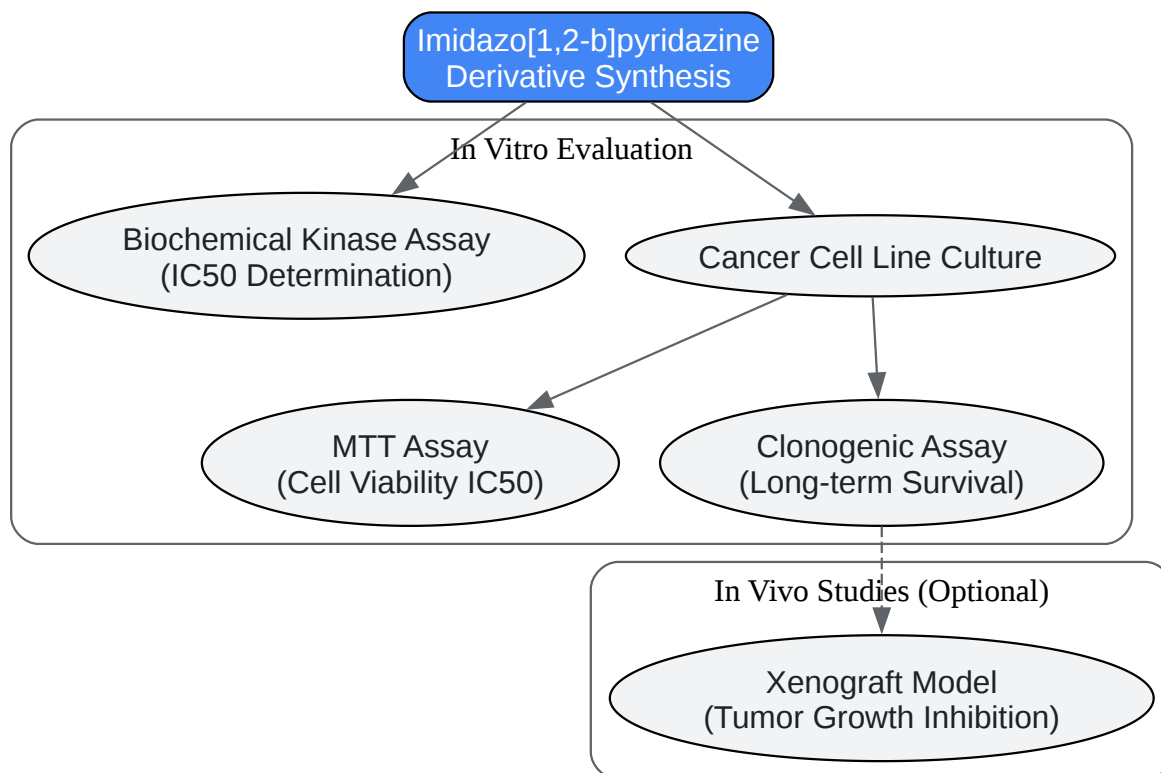 Imidazo[1,2-b]pyridazine
Derivative Synthesis
In Vitro Evaluation
Biochemical Kinase Assay
(IC50 Determination)
Cancer Cell Line Culture
MTT Assay
(Cell Viability IC50)
Clonogenic Assay
(Long-term Survival)
In Vivo Studies (Optional)
Xenograft Model
(Tumor Growth Inhibition)